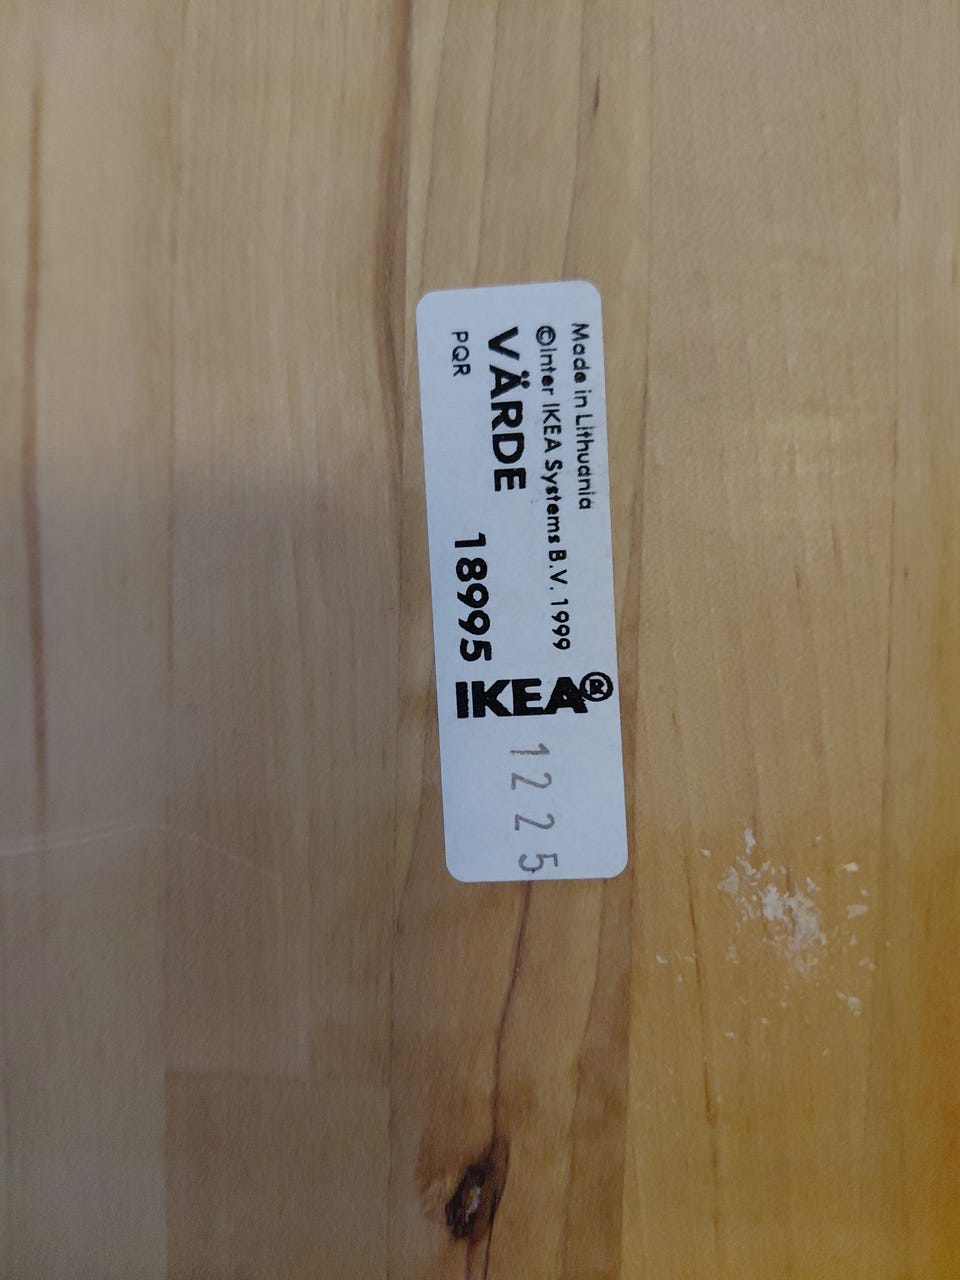 Made in Lithuania
©Inter IKEA Systems B.V. 1999
VÄRDE
PQR
18995
IKEA®
1225